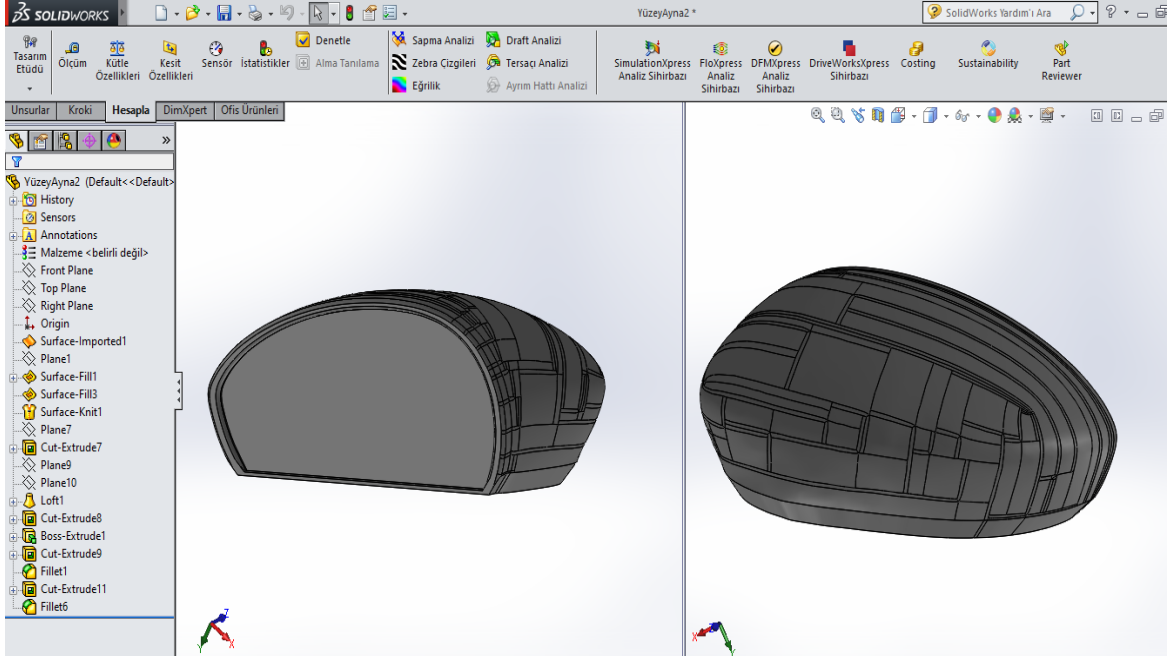 SOLIDWORKS
YüzeyAyna2 *
SolidWorks Yardım'ı Ara
Tasarım Etüdü
Ölçüm
Kütle Özellikleri
Kesit Özellikleri
Sensör
İstatistikler
Denetle
Alma Tanılama
Sapma Analizi
Zebra Çizgileri
Eğrilik
Draft Analizi
Tersaçı Analizi
Ayrım Hattı Analizi
SimulationXpress Analiz Sihirbazı
FloXpress Analiz Sihirbazı
DFMXpress Analiz Sihirbazı
DriveWorksXpress Sihirbazı
Costing
Sustainability
Part Reviewer
Unsurlar
Kroki
Hesapla
DimXpert
Ofis Ürünleri
YüzeyAyna2 (Default<<Default>
History
Sensors
Annotations
Malzeme <belirli değil>
Front Plane
Top Plane
Right Plane
Origin
Surface-Imported1
Plane1
Surface-Fill1
Surface-Fill3
Surface-Knit1
Plane7
Cut-Extrude7
Plane9
Plane10
Loft1
Cut-Extrude8
Boss-Extrude1
Cut-Extrude9
Fillet1
Cut-Extrude11
Fillet6
Z
X
Y
X
Y